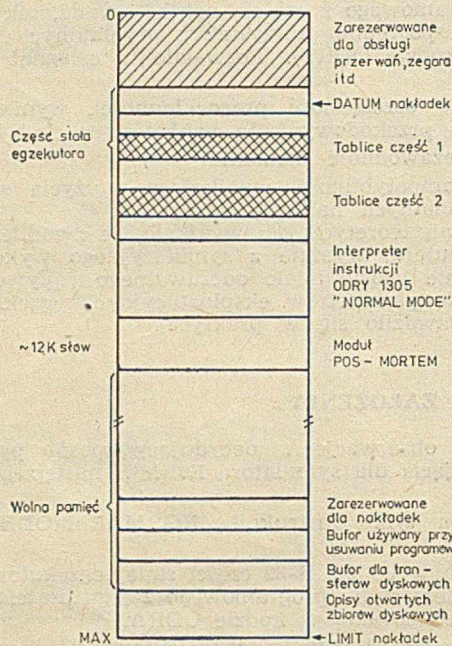 0
Zarezerwowane
dla obsługi
przerwań, zegara
itd
DATUM nakładek
Część stała
egzekutora
Tablice część 1
Tablice część 2
Interpreter
instrukcji
ODRY 1305
"NORMAL MODE"
~12K słów
Moduł
POS - MORTEM
ZAŁOŻENIA
Wolna pamięć
Zarezerwowane
dla nakładek
Bufor używany przy
usuwaniu programów
Bufor dla tran -
sferów dyskowych
Opisy otwartych
zbiorów dyskowych
MAX
LIMIT nakładek